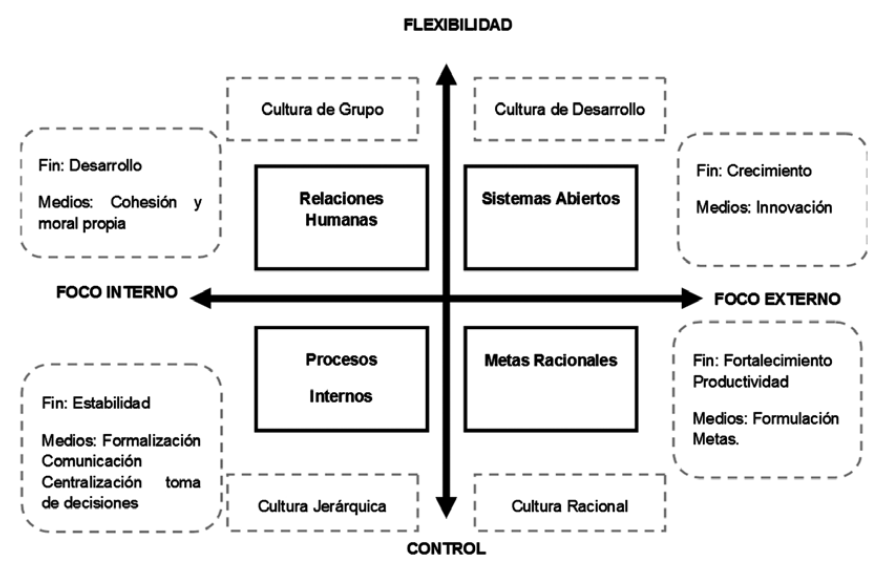 FLEXIBILIDAD
Cultura de Grupo
Cultura de Desarrollo
Fin: Desarrollo
Medios: Cohesión y
moral propia
Relaciones
Humanas
Sistemas Abiertos
Fin: Crecimiento
Medios: Innovación
FOCO INTERNO
FOCO EXTERNO
Fin: Estabilidad
Medios: Formalización
Comunicación
Centralización toma
de decisiones
Procesos
Internos
Metas Racionales
Fin: Fortalecimiento
Productividad
Medios: Formulación
Metas.
Cultura Jerárquica
Cultura Racional
CONTROL